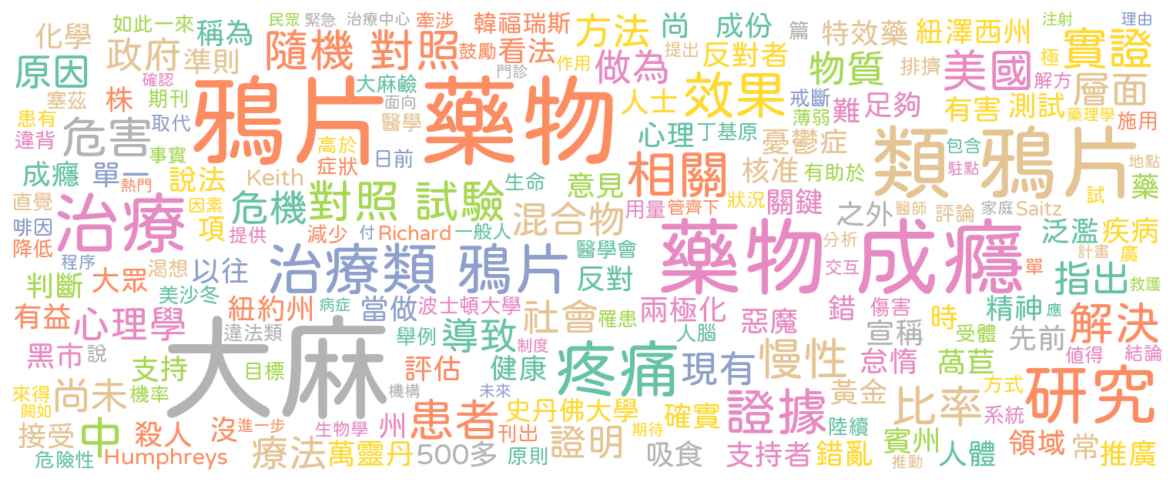 化學 如此一來 民眾 緊急 治療中心 牽涉 韓福瑞斯 方法 尚 成份 篇 特效藥 紐澤西州 注射 理由
政府 稱為 隨機 對照 鼓勵 看法 作用 提出 反對者 排擠 極 實證
原因 準則 確認 大麻鹼 門診 做為 物質 美國 解方 層面
塞茲 株 期刊 鴉片 藥物 面向 人士 效果 戒斷 難 足夠 有害 測試 藥理學
患有 違背 取代 危害 醫學 心理 丁基原 薄弱 憂鬱症 類 鴉片 施用
事實 高於 症狀 日前 相關 核准 有助於 包含 駐點 地點
成癮 單一 熱門 說法 Keith 生命 意見 狀況 關鍵 試 藥
直覺 因素 危機 對照 試驗 混合物 用量 管齊下 之外 醫師 評論 家庭 Saitz
啡因 治療 項 提供 減少 付 Richard 一般人 藥物 成癮 分析 泛濫 疾病
降低 程序 渴想 治療類 鴉片 醫學會 交互 單 計畫 廣
判斷 大眾 以往 反對 指出 救護
美沙冬 病症 當做 波士頓大學 罹患 兩極化 錯 傷害 精神 應
有益 心理學 紐約州 社會 惡魔 宣稱 時 受體 解決
黑市 說 違法類 舉例 導致 制度 人腦 先前 值得 結論
支持 大麻 目標 評估 健康 疼痛 現有 慢性 怠惰 萵苣
來得 機率 機構 未來 黃金 方式 研究
闕如 尚未 中 沒 進一步 生物學 州 患者 史丹佛大學 確實 證據 比率 系統
接受 殺人 刊出 期待 證明 陸續 賓州 領域 常
危險性 Humphreys 療法 萬靈丹 500多 原則 吸食 支持者 錯亂 推動 人體 推廣